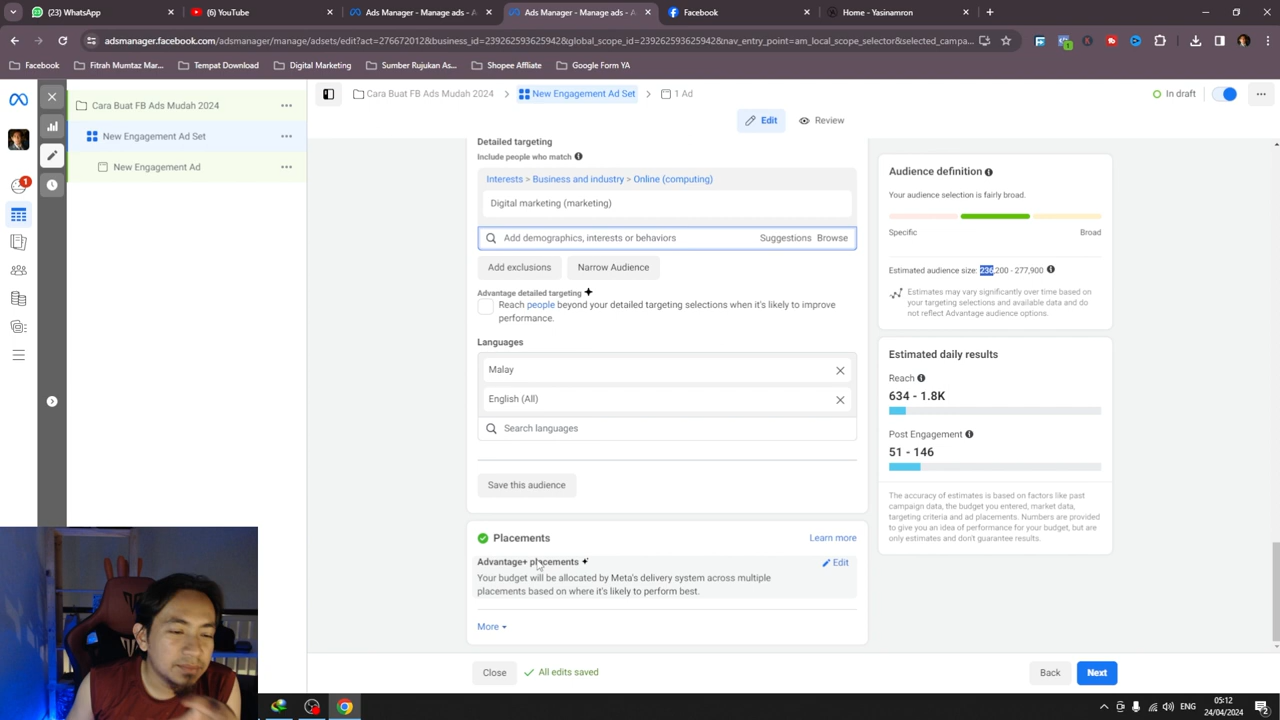 (23) WhatsApp
(6) YouTube
Ads Manager - Manage ads -
Ads Manager - Manage ads - A
Facebook
Home - Yasinamron
adsmanager.facebook.com/adsmanager/manage/adsets/edit?act=276672012&business_id=239262593625942&global_scope_id=239262593625942&nav_entry_point=am_local_scope_selector&selected_campa...
Facebook
Fitrah Mumtaz Mar...
Tempat Download
Digital Marketing
Sumber Rujukan As...
Shopee Affliate
Google Form YA
Cara Buat FB Ads Mudah 2024
New Engagement Ad Set
New Engagement Ad
Cara Buat FB Ads Mudah 2024
New Engagement Ad Set
1 Ad
In draft
Edit
Review
Detailed targeting
Include people who match
Interests > Business and industry > Online (computing)
Digital marketing (marketing)
Add demographics, interests or behaviors
Suggestions
Browse
Add exclusions
Narrow Audience
Advantage detailed targeting
Reach people beyond your detailed targeting selections when it's likely to improve
performance.
Languages
Malay
English (All)
Search languages
Save this audience
Placements
Learn more
Advantage+ placements
Edit
Your budget will be allocated by Meta's delivery system across multiple
placements based on where it's likely to perform best.
More
Close
All edits saved
Back
Next
Audience definition
Your audience selection is fairly broad.
Specific
Broad
Estimated audience size: 236,200 - 277,900
Estimates may vary significantly over time based on
your targeting selections and available data and do
not reflect Advantage audience options.
Estimated daily results
Reach
634 - 1.8K
Post Engagement
51 - 146
The accuracy of estimates is based on factors like past
campaign data, the budget you entered, market data,
targeting criteria and ad placements. Numbers are provided
to give you an idea of performance for your budget, but are
only estimates and don't guarantee results.
ENG
05:12
24/04/2024